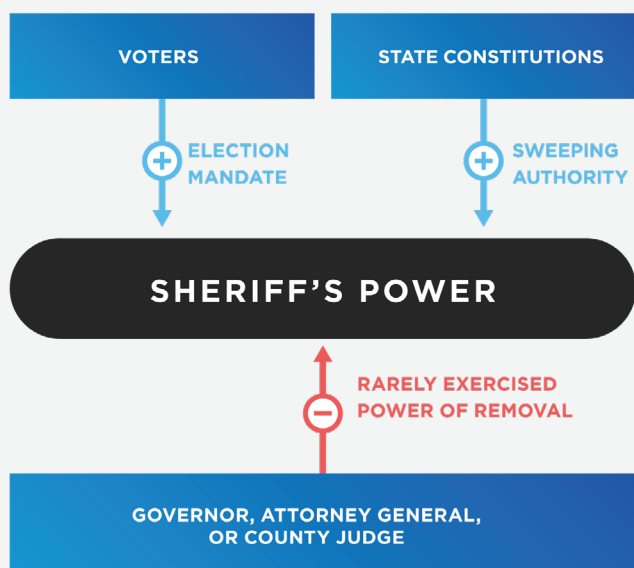 VOTERS
STATE CONSTITUTIONS
ELECTION
MANDATE
SWEEPING
AUTHORITY
SHERIFF’S POWER
RARELY EXERCISED
POWER OF REMOVAL
GOVERNOR, ATTORNEY GENERAL,
OR COUNTY JUDGE